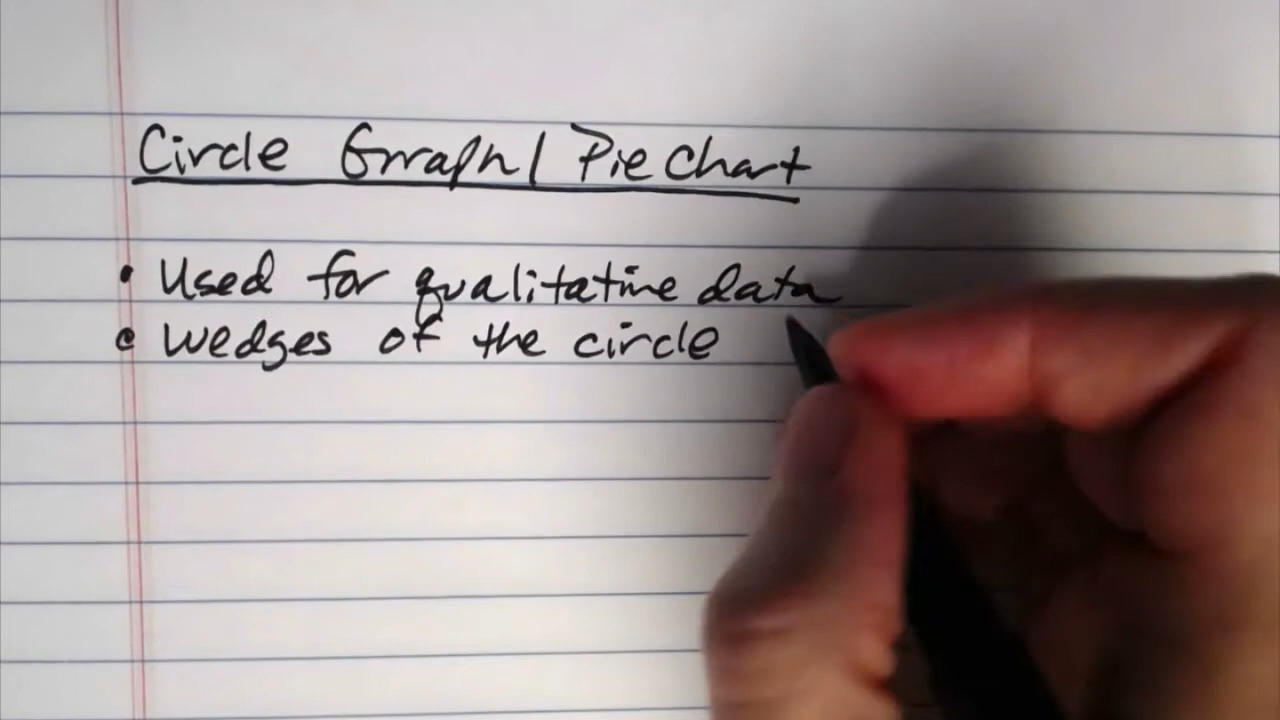 Circle Graph / Pie Chart
• Used for qualitative data
• Wedges of the circle